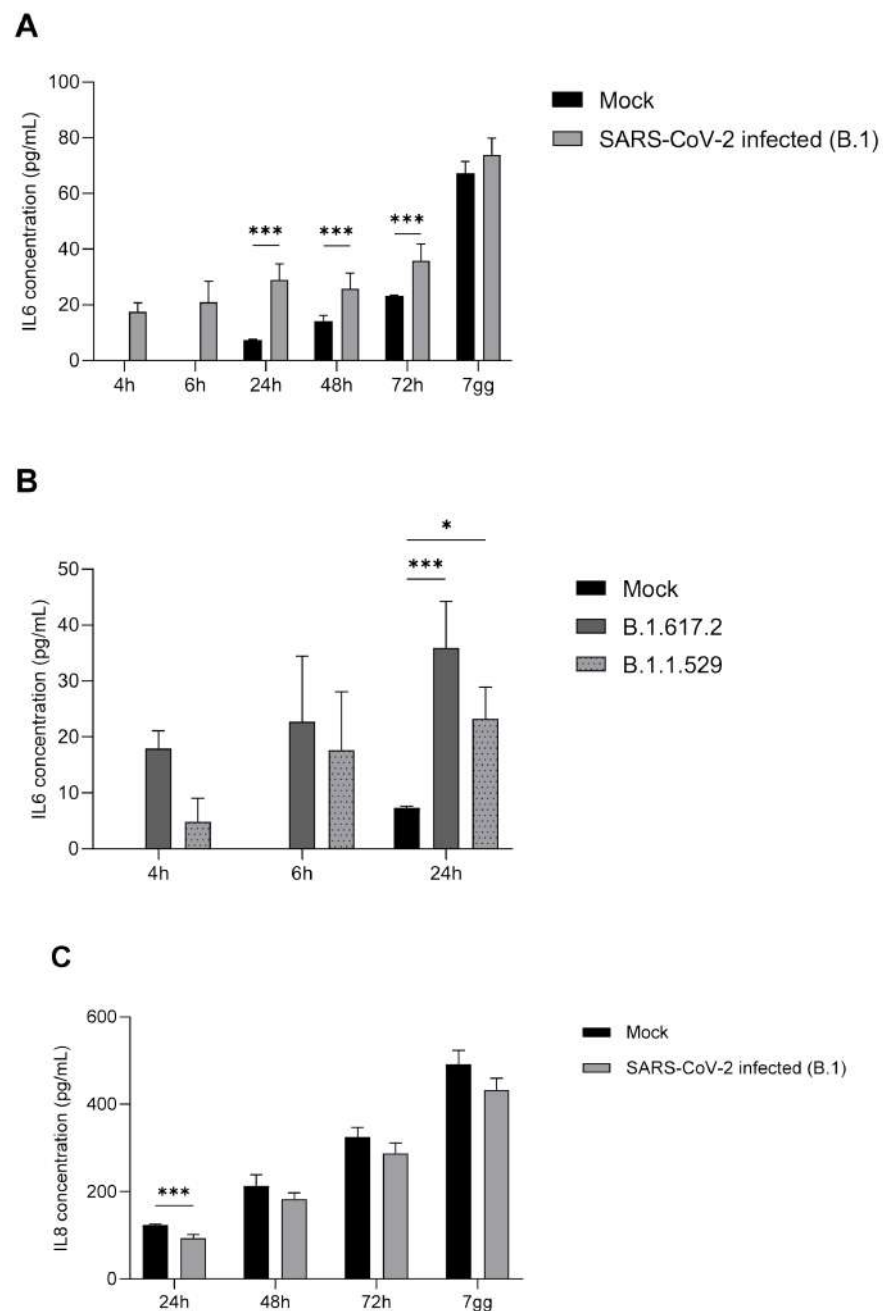 A
100
80
60
40
20
0
IL6 concentration (pg/mL)
*** *** ***
4h 6h 24h 48h 72h 7gg
Mock
SARS-CoV-2 infected (B.1)
B
50
40
30
20
10
0
IL6 concentration (pg/mL)
*
***
4h 6h 24h
Mock
B.1.617.2
B.1.1.529
C
600
400
200
0
IL8 concentration (pg/mL)
***
24h 48h 72h 7gg
Mock
SARS-CoV-2 infected (B.1)